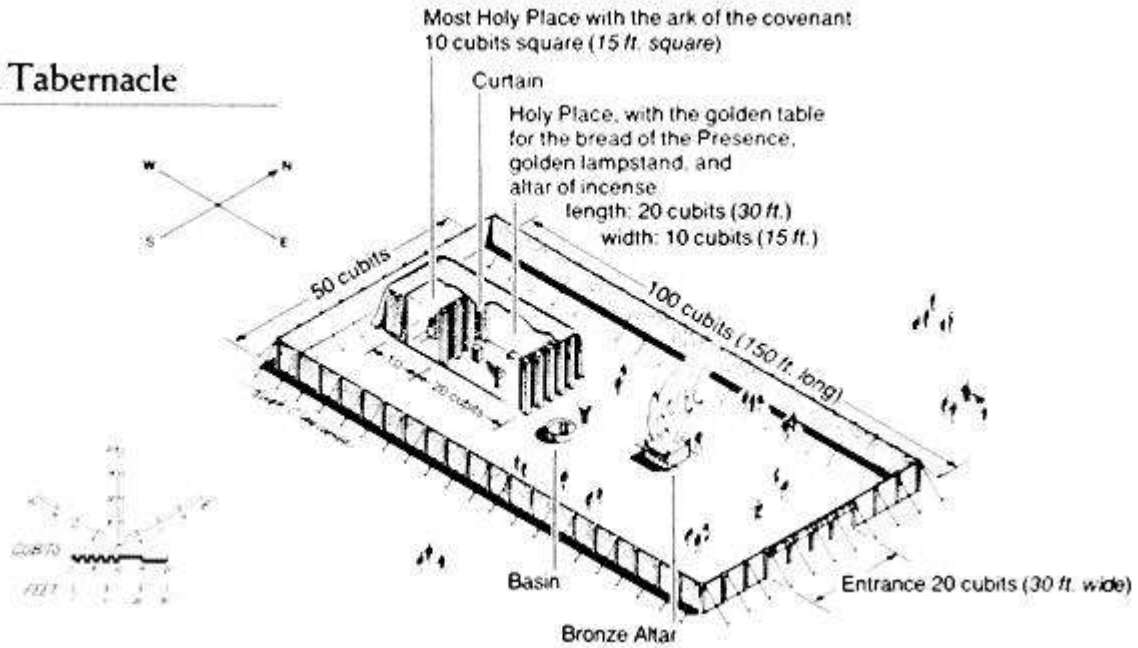 Most Holy Place with the ark of the covenant
10 cubits square (15 ft. square)
Tabernacle
Curtain
Holy Place, with the golden table
for the bread of the Presence,
golden lampstand, and
altar of incense
length: 20 cubits (30 ft.)
width: 10 cubits (15 ft.)
W
N
S
E
50 cubits
100 cubits (150 ft. long)
10
20 cubits
CUBITS
FEET
Basin
Entrance 20 cubits (30 ft. wide)
Bronze Altar